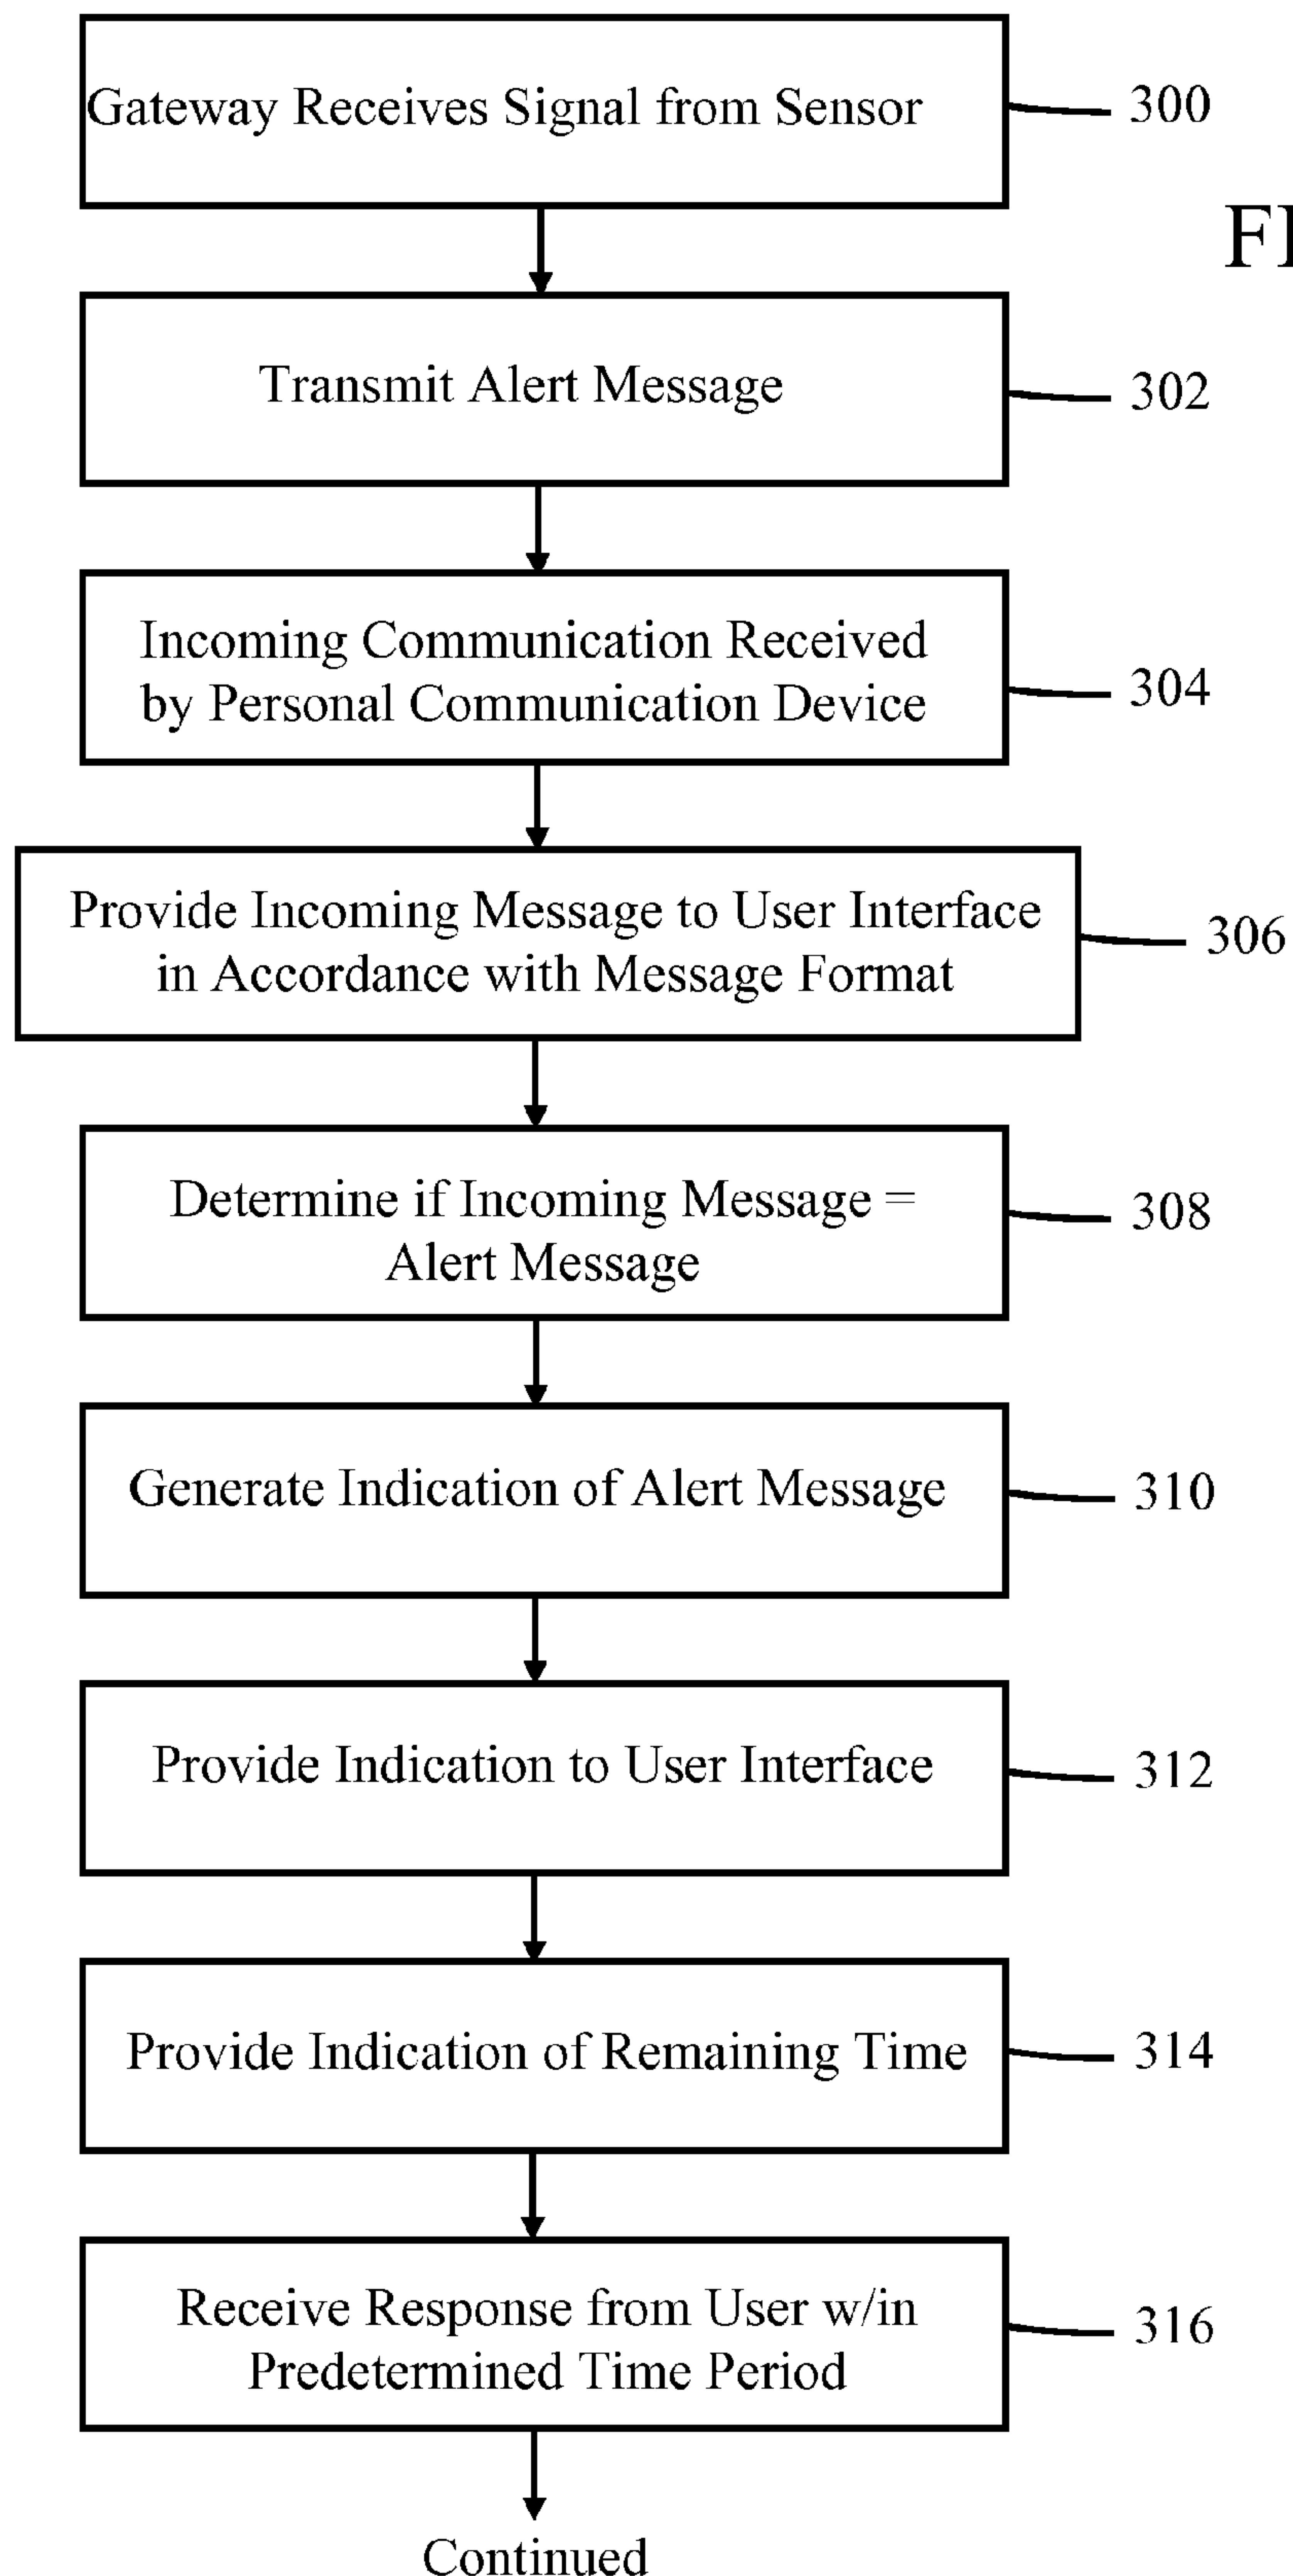 Gateway Receives Signal from Sensor
300
FI
Transmit Alert Message
302
Incoming Communication Received
by Personal Communication Device
304
Provide Incoming Message to User Interface
in Accordance with Message Format
306
Determine if Incoming Message =
Alert Message
308
Generate Indication of Alert Message
310
Provide Indication to User Interface
312
Provide Indication of Remaining Time
314
Receive Response from User w/in
Predetermined Time Period
316
Continued